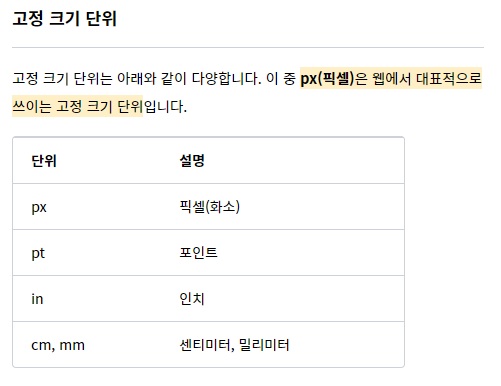 고정 크기 단위
고정 크기 단위는 아래와 같이 다양합니다. 이 중 px(픽셀)은 웹에서 대표적으로
쓰이는 고정 크기 단위입니다.
단위 설명
px 픽셀(화소)
pt 포인트
in 인치
cm, mm 센티미터, 밀리미터